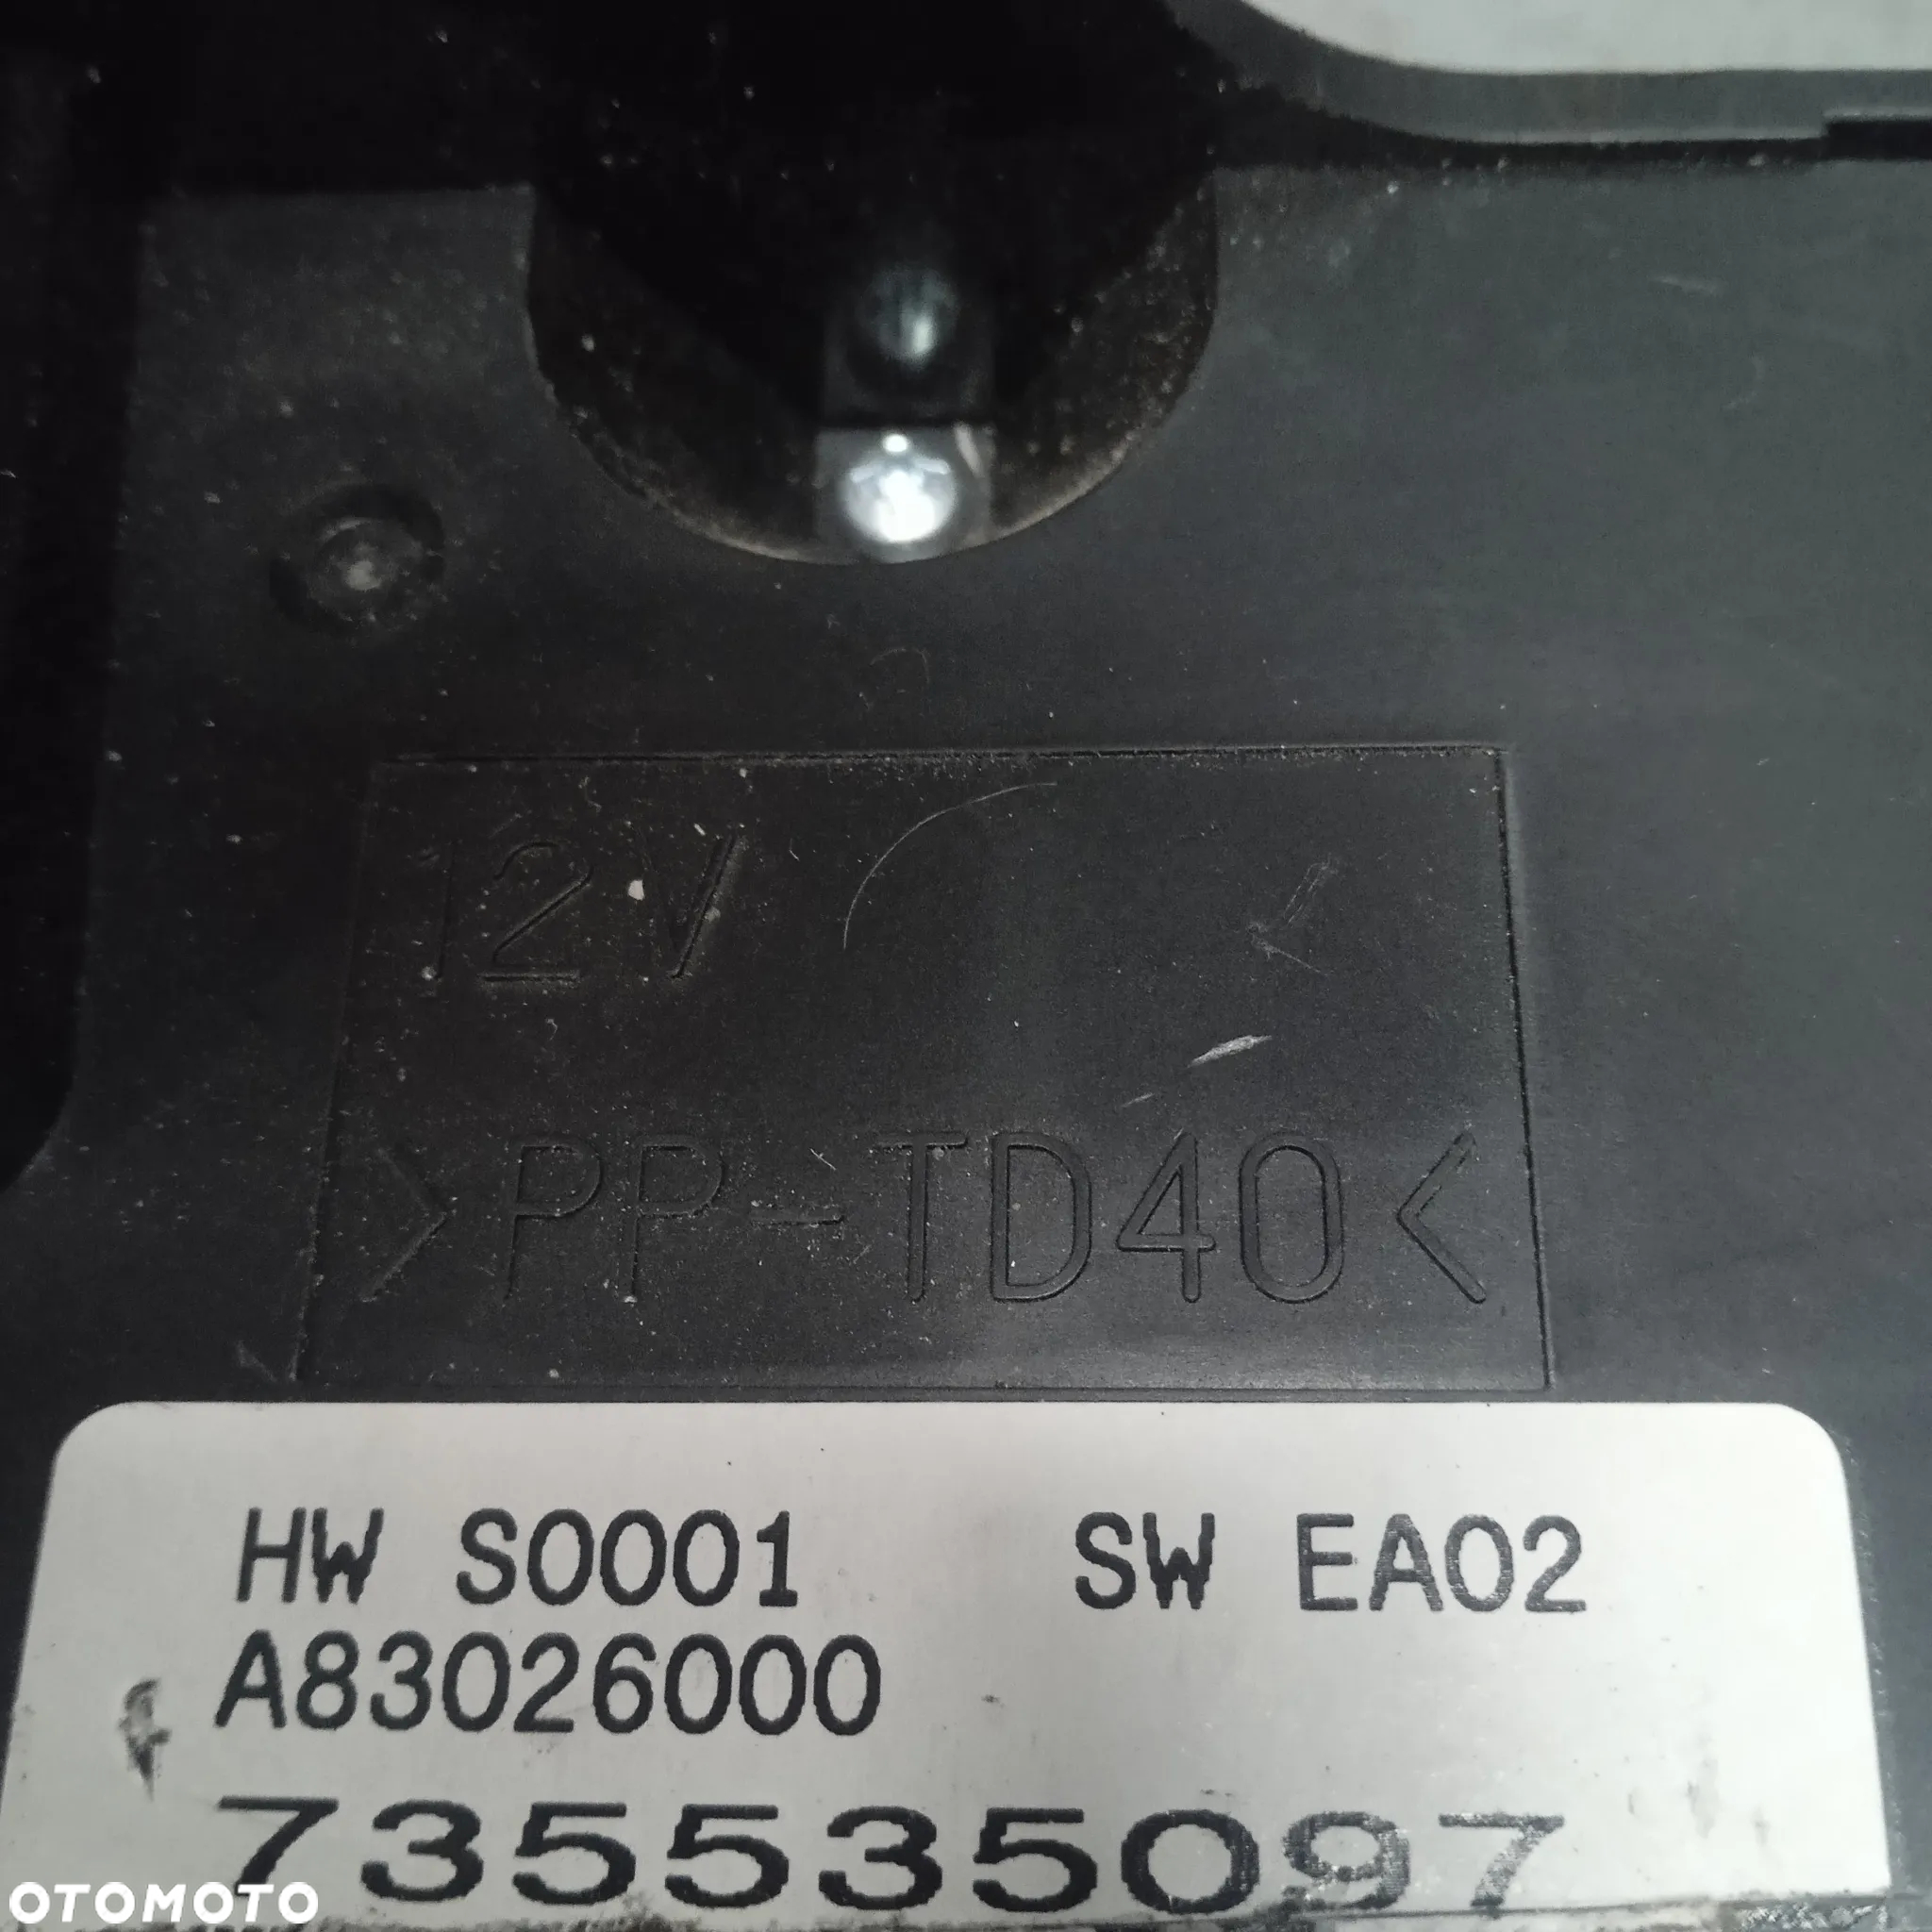 12V
>PP-TD40<
HW S0001 SW EA02
A83026000
735535097
OTOMOTO